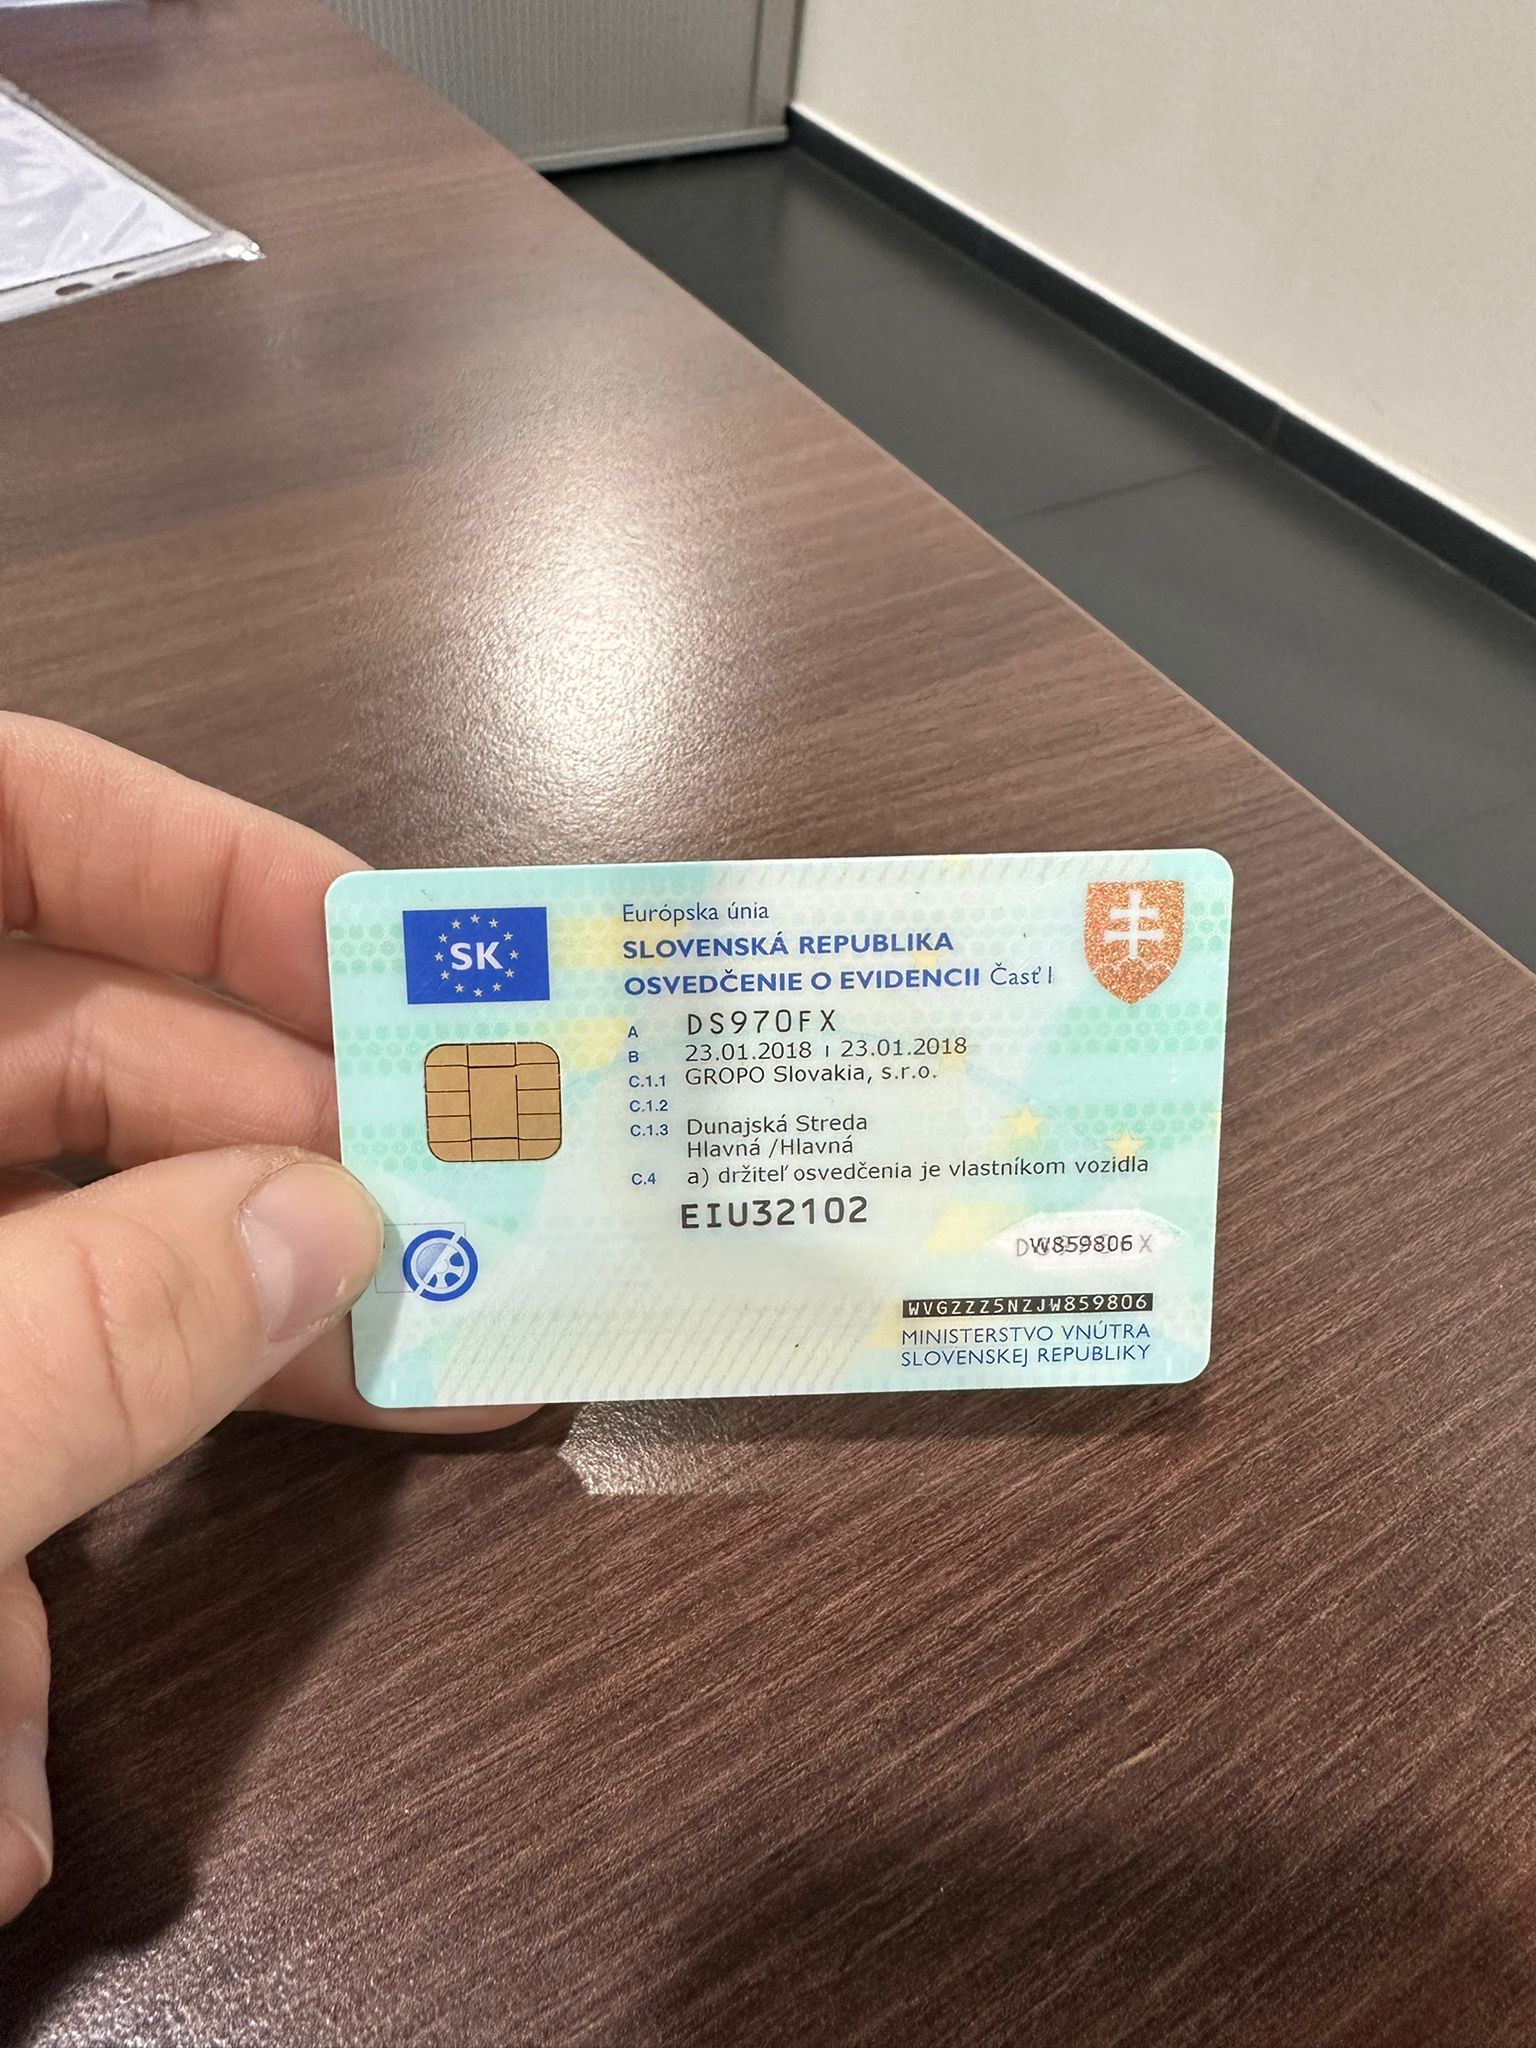 SK
Európska únia
SLOVENSKÁ REPUBLIKA
OSVEDČENIE O EVIDENCII Časť I
A DS970FX
B 23.01.2018 I 23.01.2018
C.1.1 GROPO Slovakia, s.r.o.
C.1.2
C.1.3 Dunajská Streda
Hlavná /Hlavná
C.4 a) držiteľ osvedčenia je vlastníkom vozidla
EIU32102
W859806
WVGZZZ5NZJW859806
MINISTERSTVO VNÚTRA
SLOVENSKEJ REPUBLIKY